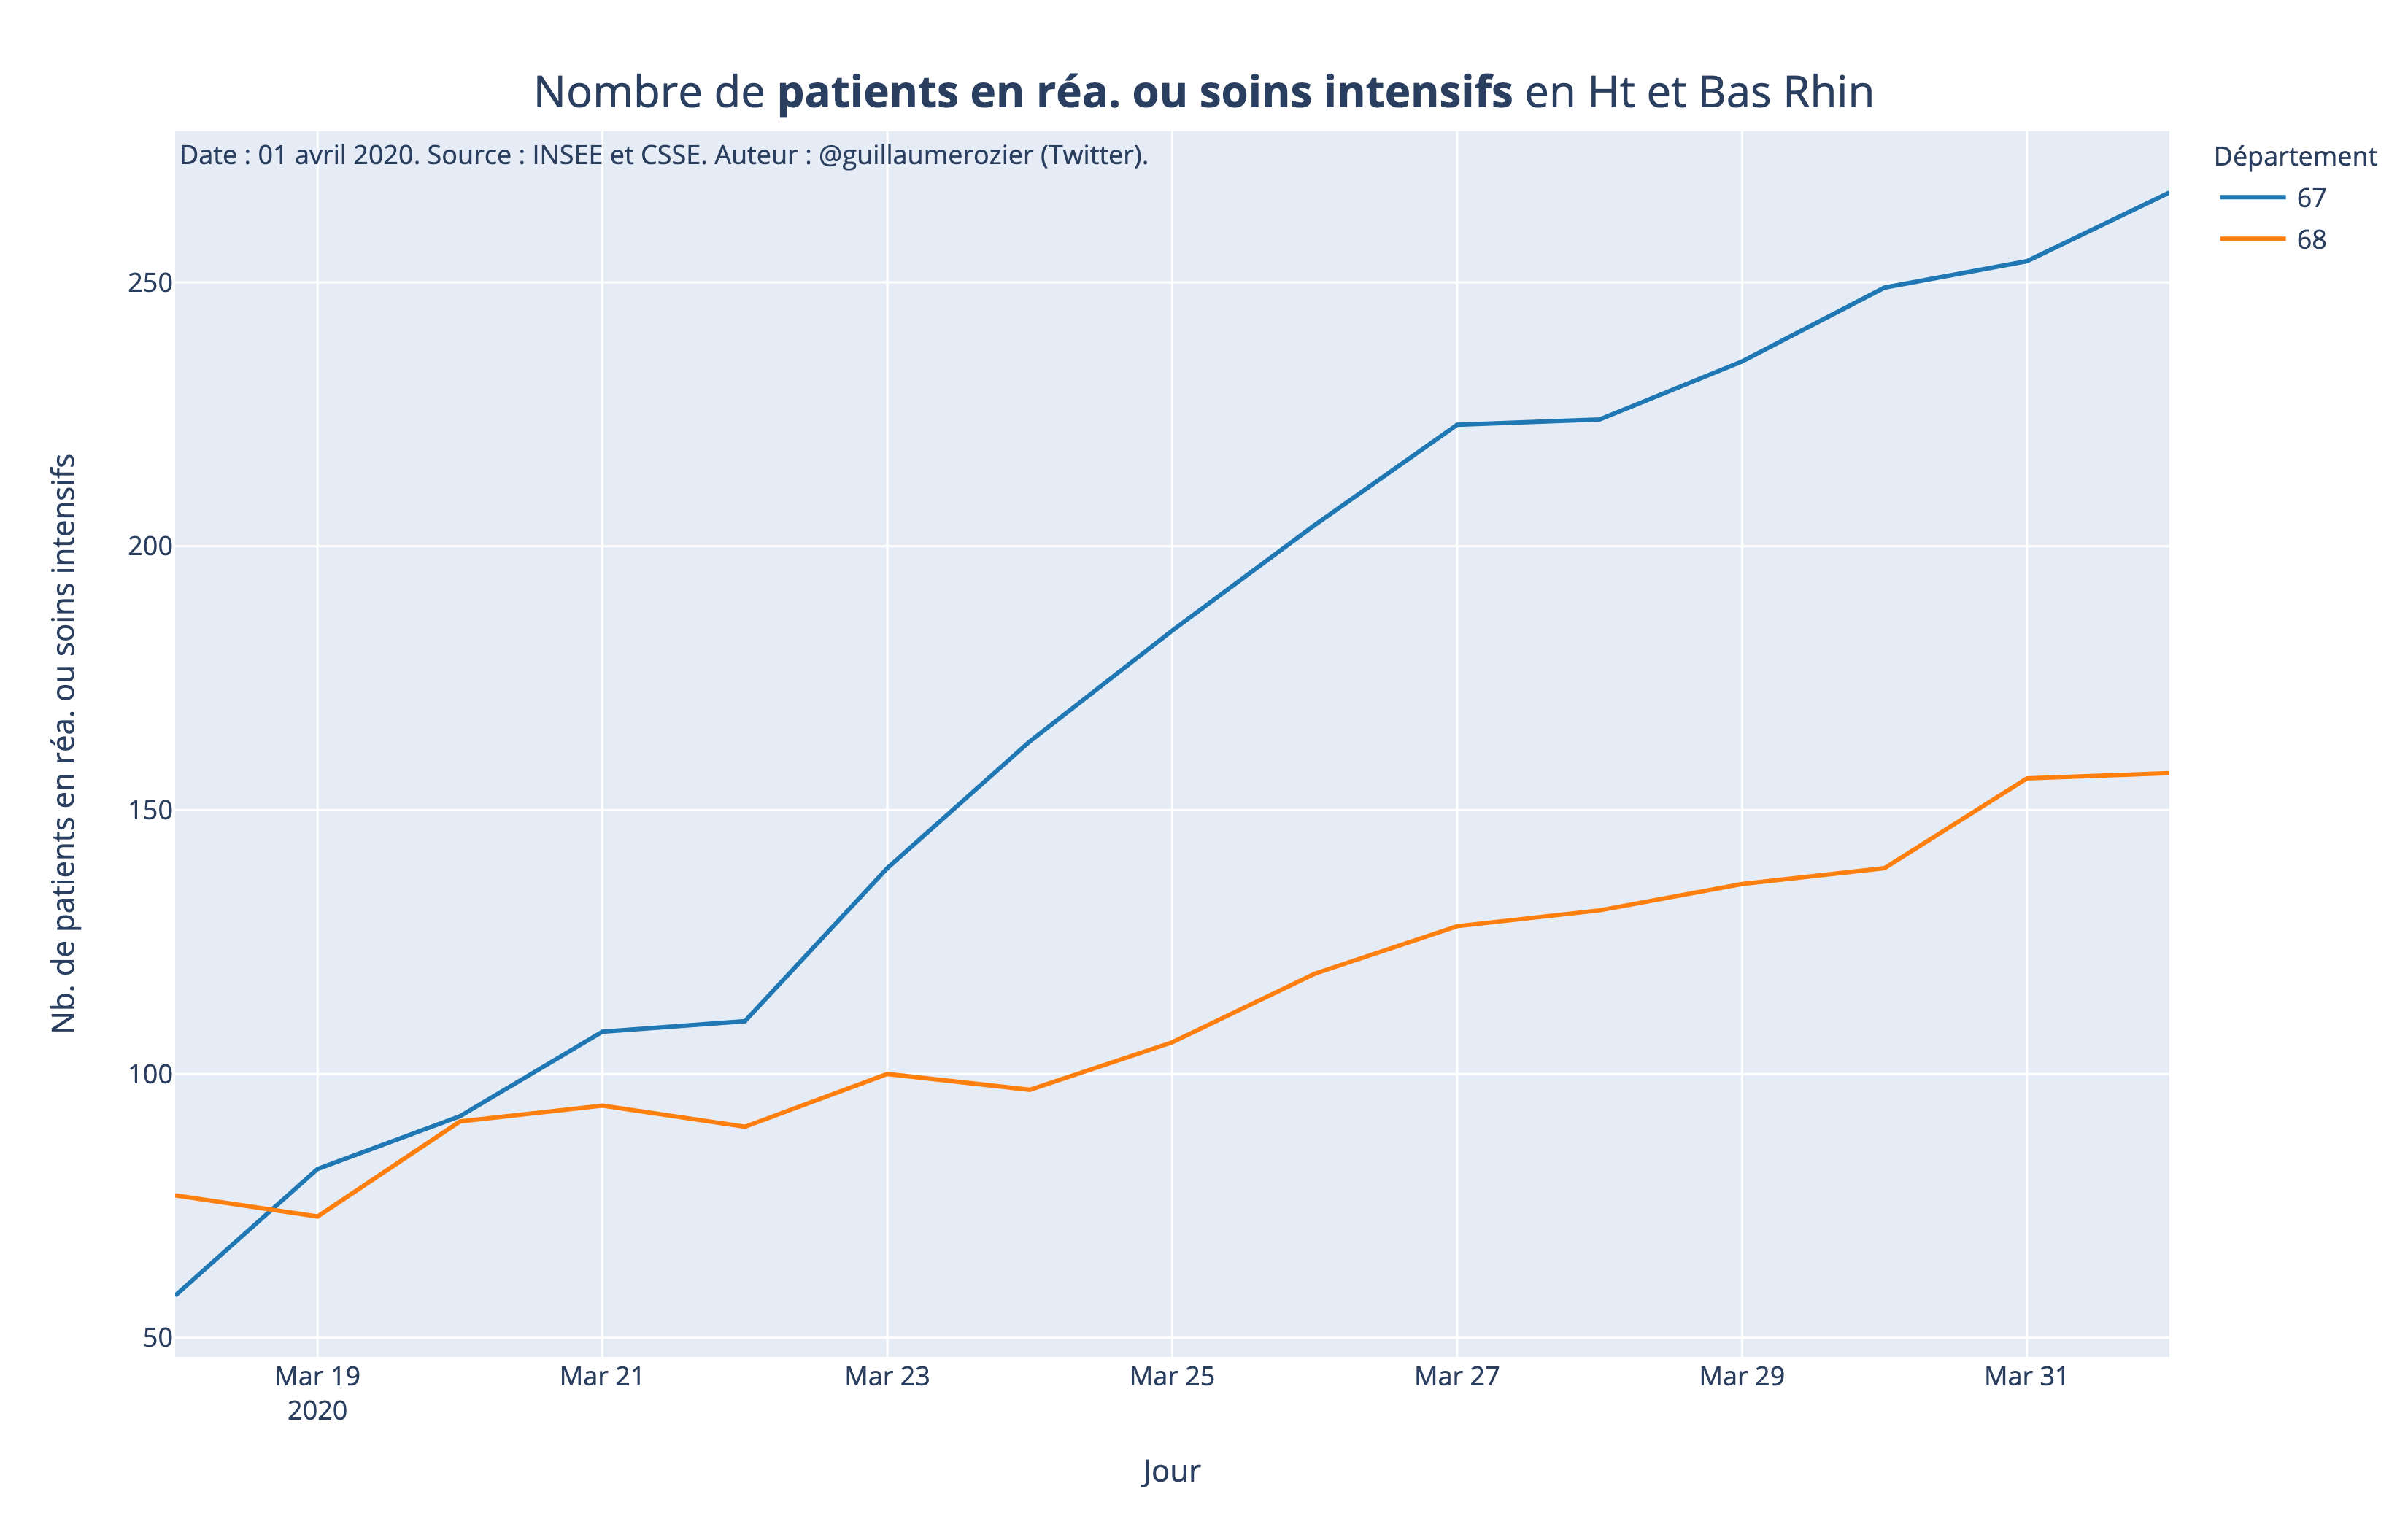 Nombre de patients en réa. ou soins intensifs en Ht et Bas Rhin
Date : 01 avril 2020. Source : INSEE et CSSE. Auteur : @guillaumerozier (Twitter).
Département
67
68
Nb. de patients en réa. ou soins intensifs
250
200
150
100
50
Mar 19
2020
Mar 21
Mar 23
Mar 25
Mar 27
Mar 29
Mar 31
Jour